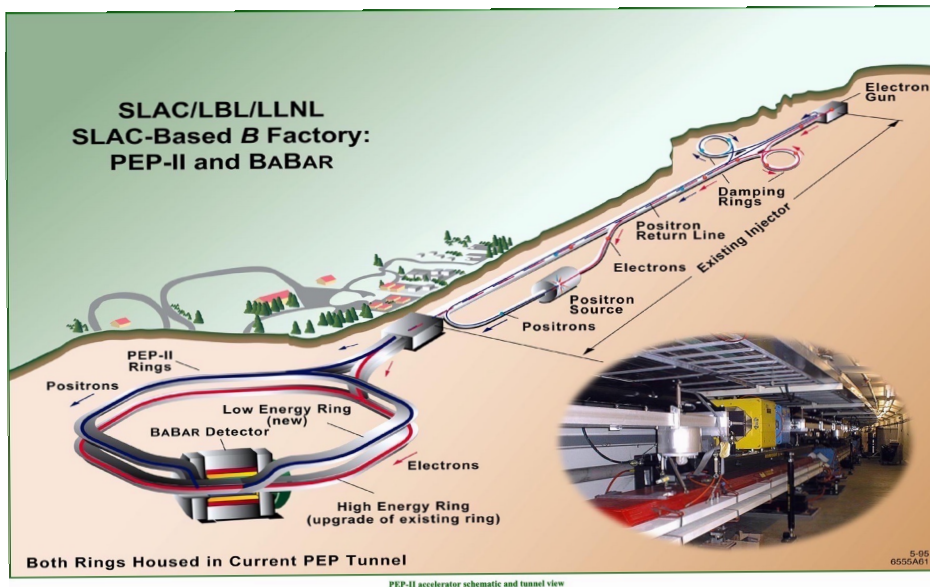 SLAC/LBL/LLNL
SLAC-Based B Factory:
PEP-II and BABAR
Electron
Gun
Damping
Rings
Positron
Return Line
Existing Injector
Electrons
Positron
Source
Positrons
PEP-II
Rings
Positrons
Low Energy Ring
(new)
BABAR Detector
Electrons
High Energy Ring
(upgrade of existing ring)
Both Rings Housed in Current PEP Tunnel
5-95
6555A61
PEP-II accelerator schematic and tunnel view